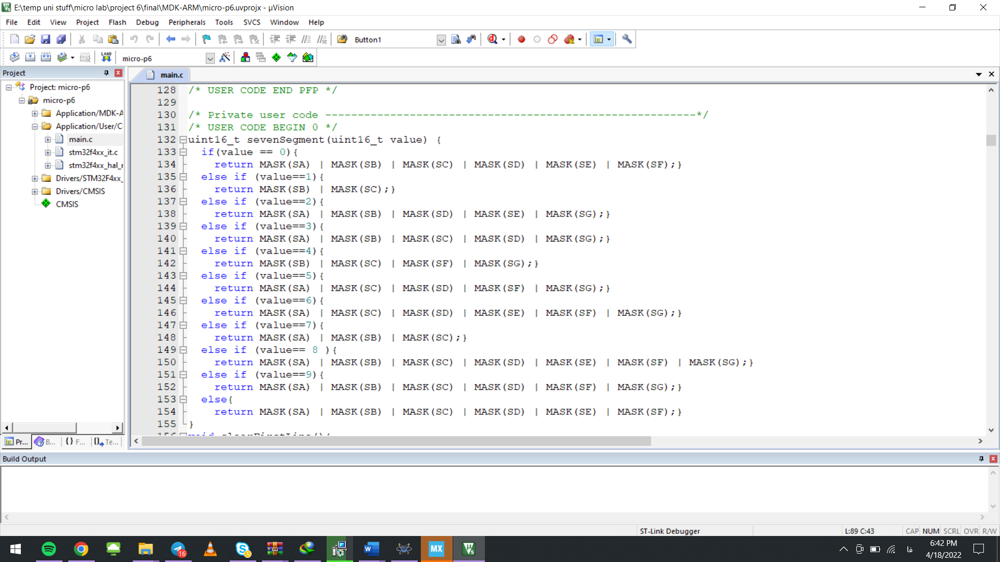 E:\temp uni stuff\micro lab\project 6\final\MDK-ARM\micro-p6.uvprojx - µVision
File Edit View Project Flash Debug Peripherals Tools SVCS Window Help
Button1
LOAD micro-p6
Project
main.c
Project: micro-p6
micro-p6
Application/MDK-A
Application/User/C
main.c
stm32f4xx_it.c
stm32f4xx_hal_r
Drivers/STM32F4xx_
Drivers/CMSIS
CMSIS
128 /* USER CODE END PFP */
129
130 /* Private user code ---------------------------------------------------------*/
131 /* USER CODE BEGIN 0 */
132 uint16_t sevenSegment(uint16_t value) {
133 if(value == 0){
134 return MASK(SA) | MASK(SB) | MASK(SC) | MASK(SD) | MASK(SE) | MASK(SF);}
135 else if (value==1){
136 return MASK(SB) | MASK(SC);}
137 else if (value==2){
138 return MASK(SA) | MASK(SB) | MASK(SD) | MASK(SE) | MASK(SG);}
139 else if (value==3){
140 return MASK(SA) | MASK(SB) | MASK(SC) | MASK(SD) | MASK(SG);}
141 else if (value==4){
142 return MASK(SB) | MASK(SC) | MASK(SF) | MASK(SG);}
143 else if (value==5){
144 return MASK(SA) | MASK(SC) | MASK(SD) | MASK(SF) | MASK(SG);}
145 else if (value==6){
146 return MASK(SA) | MASK(SC) | MASK(SD) | MASK(SE) | MASK(SF) | MASK(SG);}
147 else if (value==7){
148 return MASK(SA) | MASK(SB) | MASK(SC);}
149 else if (value== 8 ){
150 return MASK(SA) | MASK(SB) | MASK(SC) | MASK(SD) | MASK(SE) | MASK(SF) | MASK(SG);}
151 else if (value==9){
152 return MASK(SA) | MASK(SB) | MASK(SC) | MASK(SD) | MASK(SF) | MASK(SG);}
153 else{
154 return MASK(SA) | MASK(SB) | MASK(SC) | MASK(SD) | MASK(SE) | MASK(SF);}
155 }
156 void clearFirstLine(){
Pr... B... {} F... Te...
Build Output
ST-Link Debugger L:89 C:43 CAP NUM SCRL OVR R/W
16 MX فا 6:42 PM
4/18/2022